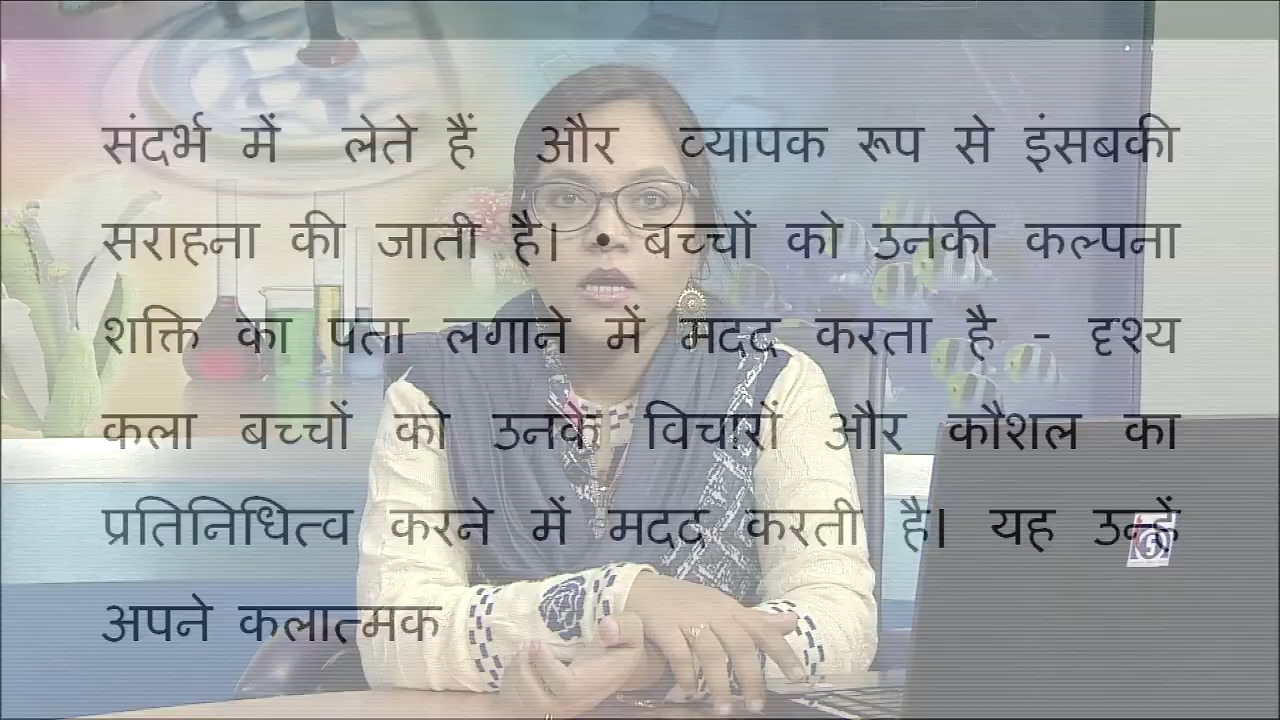 संदर्भ में लेते हैं और व्यापक रूप से इंसबकी
सराहना की जाती है। • बच्चों को उनकी कल्पना
शक्ति का पता लगाने में मदद करता है - दृश्य
कला बच्चों को उनके विचारों और कौशल का
प्रतिनिधित्व करने में मदद करती है। यह उन्हें
अपने कलात्मक